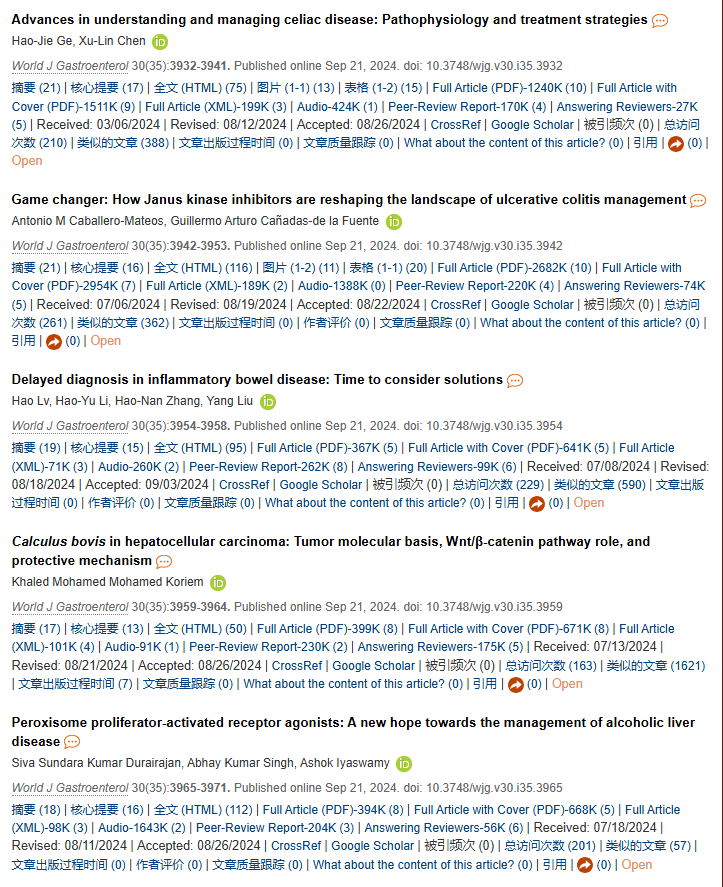 Advances in understanding and managing celiac disease: Pathophysiology and treatment strategies
Hao-Jie Ge, Xu-Lin Chen iD
World J Gastroenterol 30(35):3932-3941. Published online Sep 21, 2024. doi: 10.3748/wjg.v30.i35.3932
摘要 (21) | 核心提要 (17) | 全文 (HTML) (75) | 图片 (1-1) (13) | 表格 (1-2) (15) | Full Article (PDF)-1240K (10) | Full Article with
Cover (PDF)-1511K (9) | Full Article (XML)-199K (3) | Audio-424K (1) | Peer-Review Report-170K (4) | Answering Reviewers-27K
(5) | Received: 03/06/2024 | Revised: 08/12/2024 | Accepted: 08/26/2024 | CrossRef | Google Scholar | 被引频次 (0) | 总访问
次数 (210) | 类似的文章 (388) | 文章出版过程时间 (0) | 文章质量跟踪 (0) | What about the content of this article? (0) | 引用 | (0) |
Open
Game changer: How Janus kinase inhibitors are reshaping the landscape of ulcerative colitis management
Antonio M Caballero-Mateos, Guillermo Arturo Cañadas-de la Fuente iD
World J Gastroenterol 30(35):3942-3953. Published online Sep 21, 2024. doi: 10.3748/wjg.v30.i35.3942
摘要 (21) | 核心提要 (16) | 全文 (HTML) (116) | 图片 (1-2) (11) | 表格 (1-1) (20) | Full Article (PDF)-2682K (10) | Full Article with
Cover (PDF)-2954K (7) | Full Article (XML)-189K (2) | Audio-1388K (0) | Peer-Review Report-220K (4) | Answering Reviewers-74K
(5) | Received: 07/06/2024 | Revised: 08/19/2024 | Accepted: 08/22/2024 | CrossRef | Google Scholar | 被引频次 (0) | 总访问
次数 (261) | 类似的文章 (362) | 文章出版过程时间 (0) | 作者评价 (0) | 文章质量跟踪 (0) | What about the content of this article? (0) |
引用 | (0) | Open
Delayed diagnosis in inflammatory bowel disease: Time to consider solutions
Hao Lv, Hao-Yu Li, Hao-Nan Zhang, Yang Liu iD
World J Gastroenterol 30(35):3954-3958. Published online Sep 21, 2024. doi: 10.3748/wjg.v30.i35.3954
摘要 (19) | 核心提要 (15) | 全文 (HTML) (95) | Full Article (PDF)-367K (5) | Full Article with Cover (PDF)-641K (5) | Full Article
(XML)-71K (3) | Audio-260K (2) | Peer-Review Report-262K (8) | Answering Reviewers-99K (6) | Received: 07/08/2024 | Revised:
08/18/2024 | Accepted: 09/03/2024 | CrossRef | Google Scholar | 被引频次 (0) | 总访问次数 (229) | 类似的文章 (590) | 文章出版
过程时间 (0) | 作者评价 (0) | 文章质量跟踪 (0) | What about the content of this article? (0) | 引用 | (0) | Open
Calculus bovis in hepatocellular carcinoma: Tumor molecular basis, Wnt/β-catenin pathway role, and
protective mechanism
Khaled Mohamed Mohamed Koriem iD
World J Gastroenterol 30(35):3959-3964. Published online Sep 21, 2024. doi: 10.3748/wjg.v30.i35.3959
摘要 (17) | 核心提要 (13) | 全文 (HTML) (50) | Full Article (PDF)-399K (8) | Full Article with Cover (PDF)-671K (8) | Full Article
(XML)-101K (4) | Audio-91K (1) | Peer-Review Report-230K (2) | Answering Reviewers-175K (5) | Received: 07/13/2024 |
Revised: 08/21/2024 | Accepted: 08/26/2024 | CrossRef | Google Scholar | 被引频次 (0) | 总访问次数 (163) | 类似的文章 (1621)
| 文章出版过程时间 (7) | 文章质量跟踪 (0) | What about the content of this article? (0) | 引用 | (0) | Open
Peroxisome proliferator-activated receptor agonists: A new hope towards the management of alcoholic liver
disease
Siva Sundara Kumar Durairajan, Abhay Kumar Singh, Ashok Iyaswamy iD
World J Gastroenterol 30(35):3965-3971. Published online Sep 21, 2024. doi: 10.3748/wjg.v30.i35.3965
摘要 (18) | 核心提要 (16) | 全文 (HTML) (112) | Full Article (PDF)-394K (8) | Full Article with Cover (PDF)-668K (5) | Full Article
(XML)-98K (3) | Audio-1643K (2) | Peer-Review Report-204K (3) | Answering Reviewers-56K (6) | Received: 07/18/2024 |
Revised: 08/11/2024 | Accepted: 08/26/2024 | CrossRef | Google Scholar | 被引频次 (0) | 总访问次数 (201) | 类似的文章 (57) |
文章出版过程时间 (0) | 作者评价 (0) | 文章质量跟踪 (0) | What about the content of this article? (0) | 引用 | (0) | Open